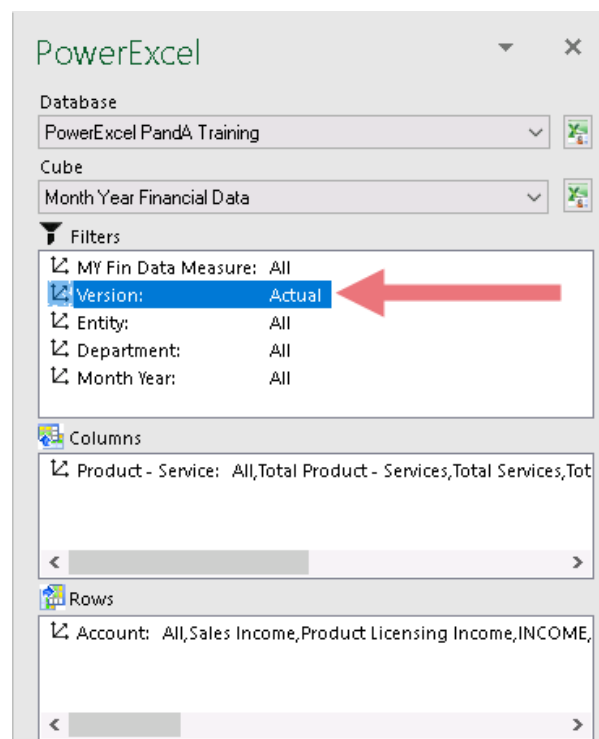 PowerExcel
Database
PowerExcel PandA Training
Cube
Month Year Financial Data
Filters
MY Fin Data Measure: All
Version: Actual
Entity: All
Department: All
Month Year: All
Columns
Product - Service: All,Total Product - Services,Total Services,Tot
Rows
Account: All,Sales Income,Product Licensing Income,INCOME,